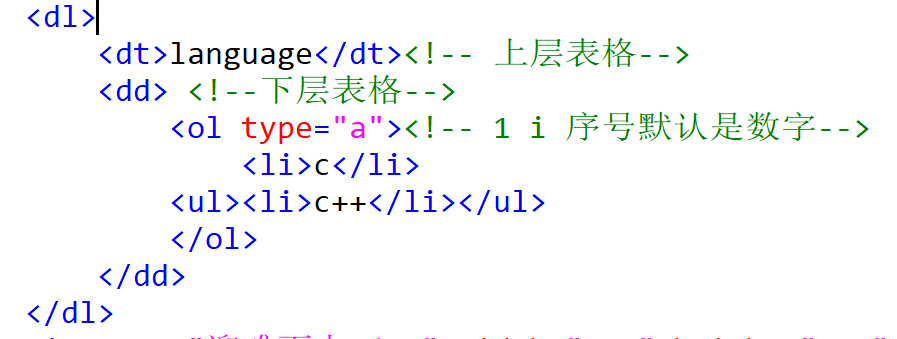 <dl>
<dt>language</dt><!-- 上层表格-->
<dd> <!--下层表格-->
<ol type="a"><!-- 1 i 序号默认是数字-->
<li>c</li>
<ul><li>c++</li></ul>
</ol>
</dd>
</dl>